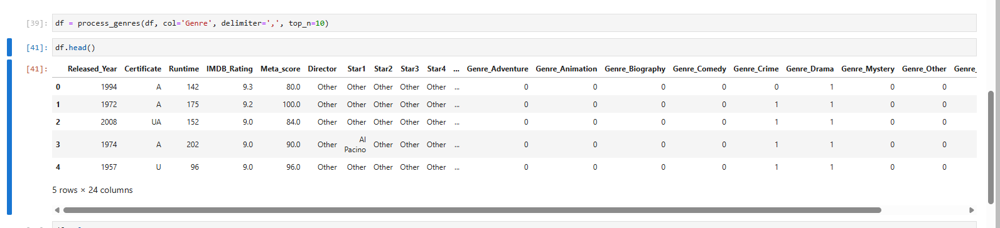 [39]: df = process_genres(df, col='Genre', delimiter=',', top_n=10)
[41]: df.head()
[41]: Released_Year Certificate Runtime IMDB_Rating Meta_score Director Star1 Star2 Star3 Star4 ... Genre_Adventure Genre_Animation Genre_Biography Genre_Comedy Genre_Crime Genre_Drama Genre_Mystery Genre_Other Genre_
0 1994 A 142 9.3 80.0 Other Other Other Other Other ... 0 0 0 0 0 1 0 0
1 1972 A 175 9.2 100.0 Other Other Other Other Other ... 0 0 0 0 1 1 0 0
2 2008 UA 152 9.0 84.0 Other Other Other Other Other ... 0 0 0 0 1 1 0 0
3 1974 A 202 9.0 90.0 Other Al Pacino Other Other Other ... 0 0 0 0 1 1 0 0
4 1957 U 96 9.0 96.0 Other Other Other Other Other ... 0 0 0 0 1 1 0 0
5 rows × 24 columns